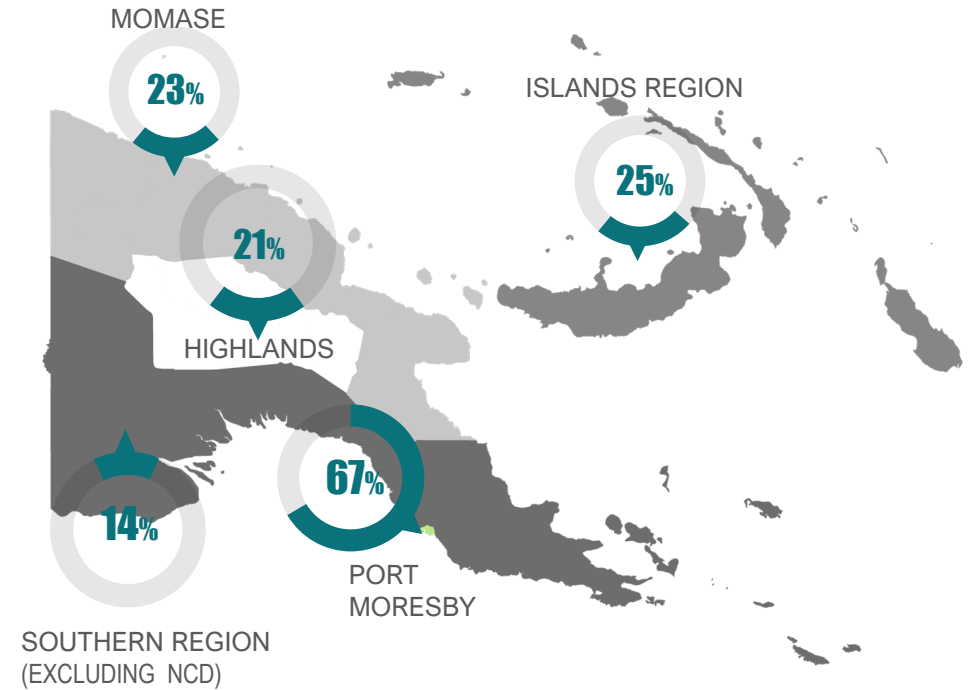 MOMASE
23%
ISLANDS REGION
25%
21%
HIGHLANDS
67%
14%
PORT
MORESBY
SOUTHERN REGION
(EXCLUDING NCD)